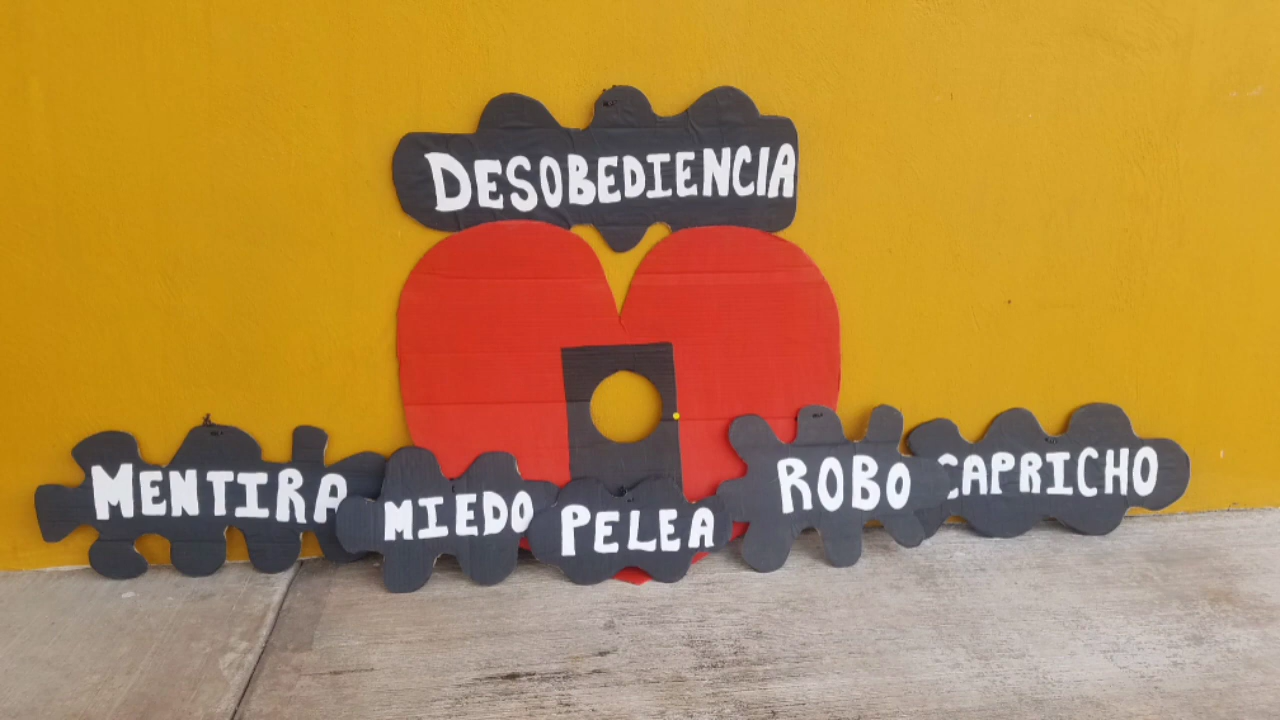 DESOBEDIENCIA
MENTIRA
MIEDO
PELEA
ROBO
CAPRICHO